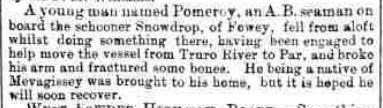 A young man named Pomeroy, an A.B. seaman on
board the schooner Snowdrop, of Fowey, fell from aloft
whilst doing something there, having been engaged to
help move the vessel from Truro River to Par, and broke
his arm and fractured some bones. He being a native of
Mevagissey was brought to his home, but it is hoped he
will soon recover.